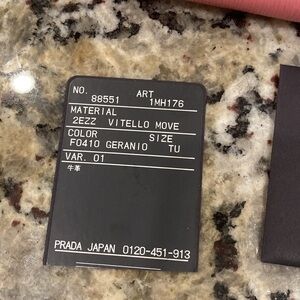 NO. ART
88551 1MH176
MATERIAL
2EZZ VITELLO MOVE
COLOR SIZE
F0410 GERANIO TU
VAR. 01
牛革
PRADA JAPAN 0120-451-913